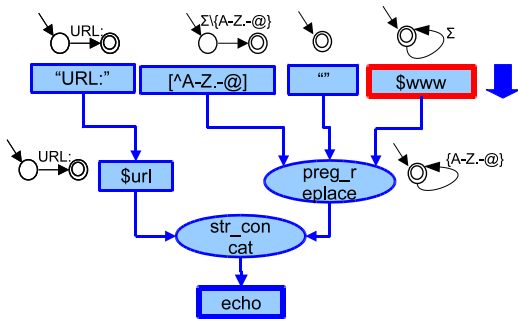 URL:
Σ\{A-Z.-@}
Σ
“URL:”
[^A-Z.-@]
“”
$www
URL:
$url
preg_r
eplace
{A-Z.-@}
str_con
cat
echo